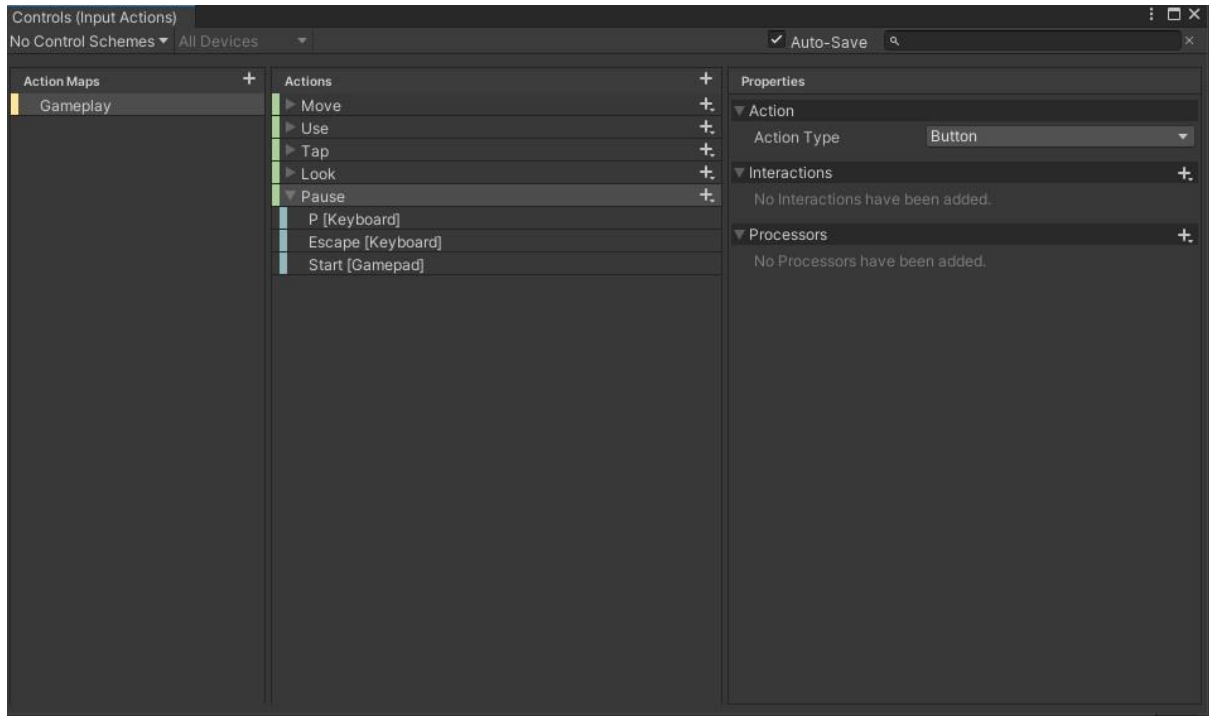 Controls (Input Actions)
No Control Schemes All Devices Auto-Save
Action Maps
Gameplay
Actions
Move
Use
Tap
Look
Pause
P [Keyboard]
Escape [Keyboard]
Start [Gamepad]
Properties
Action
Action Type Button
Interactions
No Interactions have been added.
Processors
No Processors have been added.